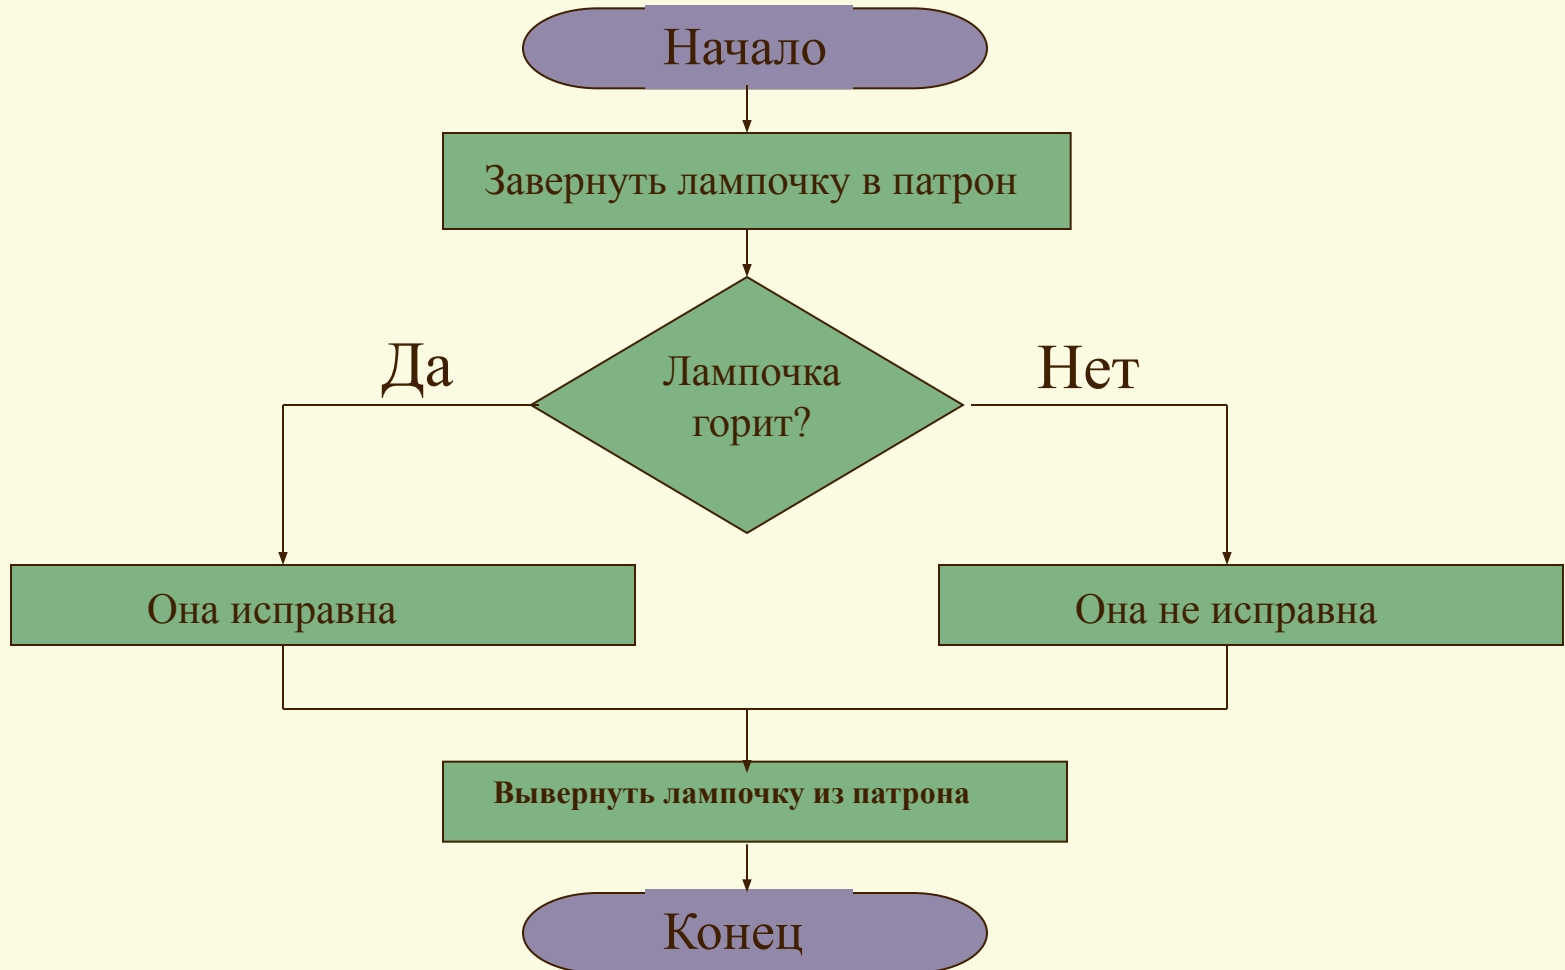 Начало
Завернуть лампочку в патрон
Да
Нет
Лампочка
горит?
Она исправна
Она не исправна
Вывернуть лампочку из патрона
Конец